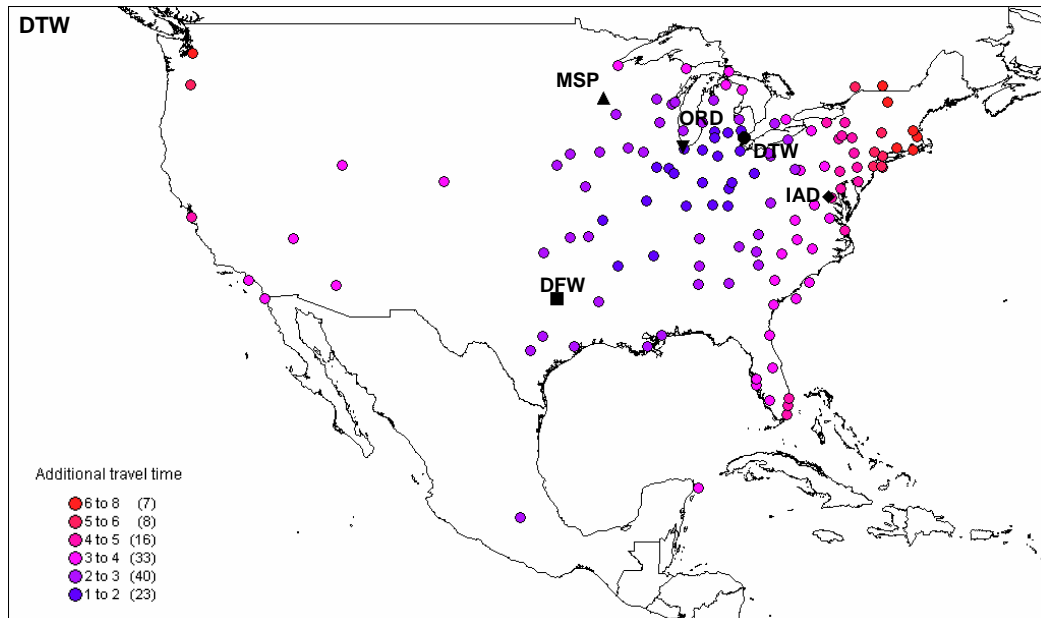 DTW
MSP
ORD
DTW
IAD
DFW
Additional travel time
6 to 8 (7)
5 to 6 (8)
4 to 5 (16)
3 to 4 (33)
2 to 3 (40)
1 to 2 (23)